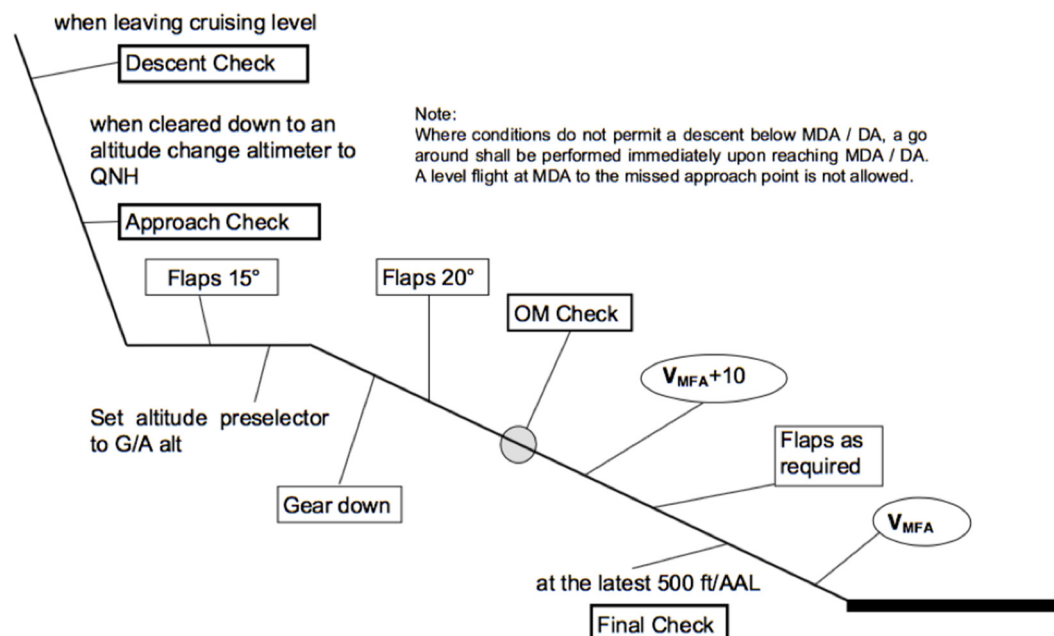 when leaving cruising level
Descent Check
when cleared down to an
altitude change altimeter to
QNH
Note:
Where conditions do not permit a descent below MDA / DA, a go
around shall be performed immediately upon reaching MDA / DA.
A level flight at MDA to the missed approach point is not allowed.
Approach Check
Flaps 15°
Flaps 20°
OM Check
VMFA+10
Set altitude preselector
to G/A alt
Flaps as
required
Gear down
VMFA
at the latest 500 ft/AAL
Final Check